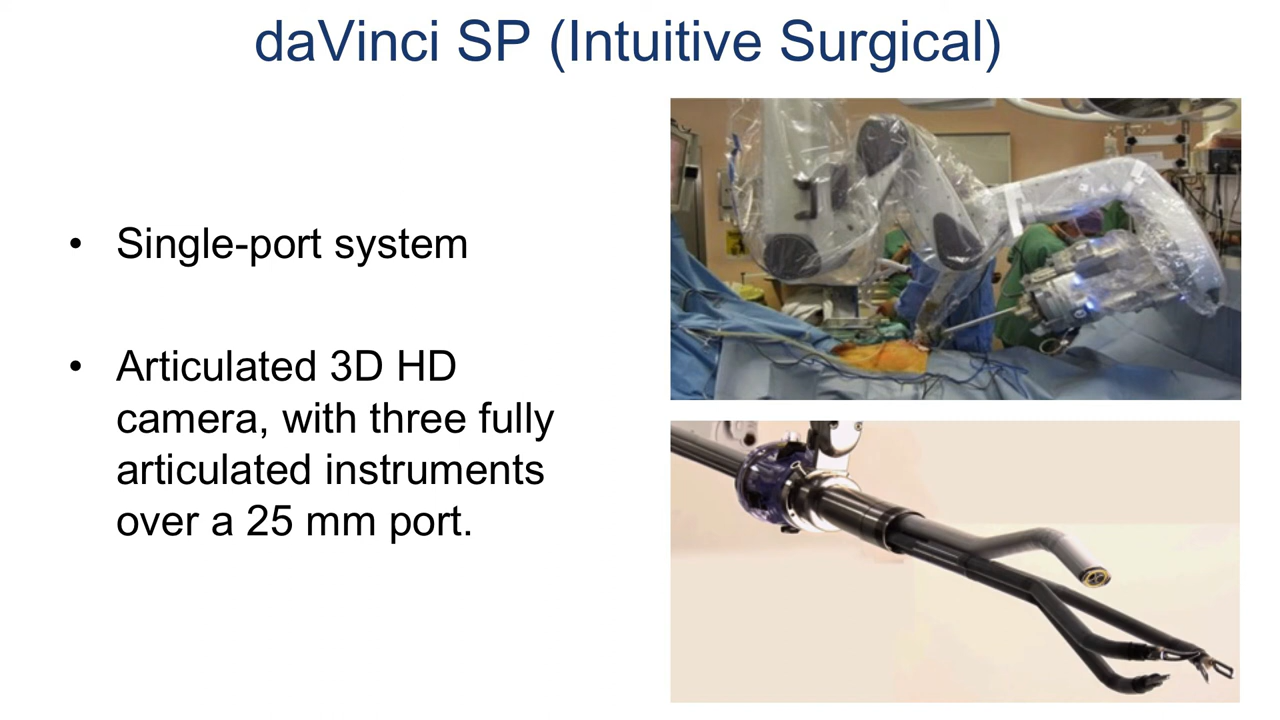 daVinci SP (Intuitive Surgical)
• Single-port system
• Articulated 3D HD
camera, with three fully
articulated instruments
over a 25 mm port.